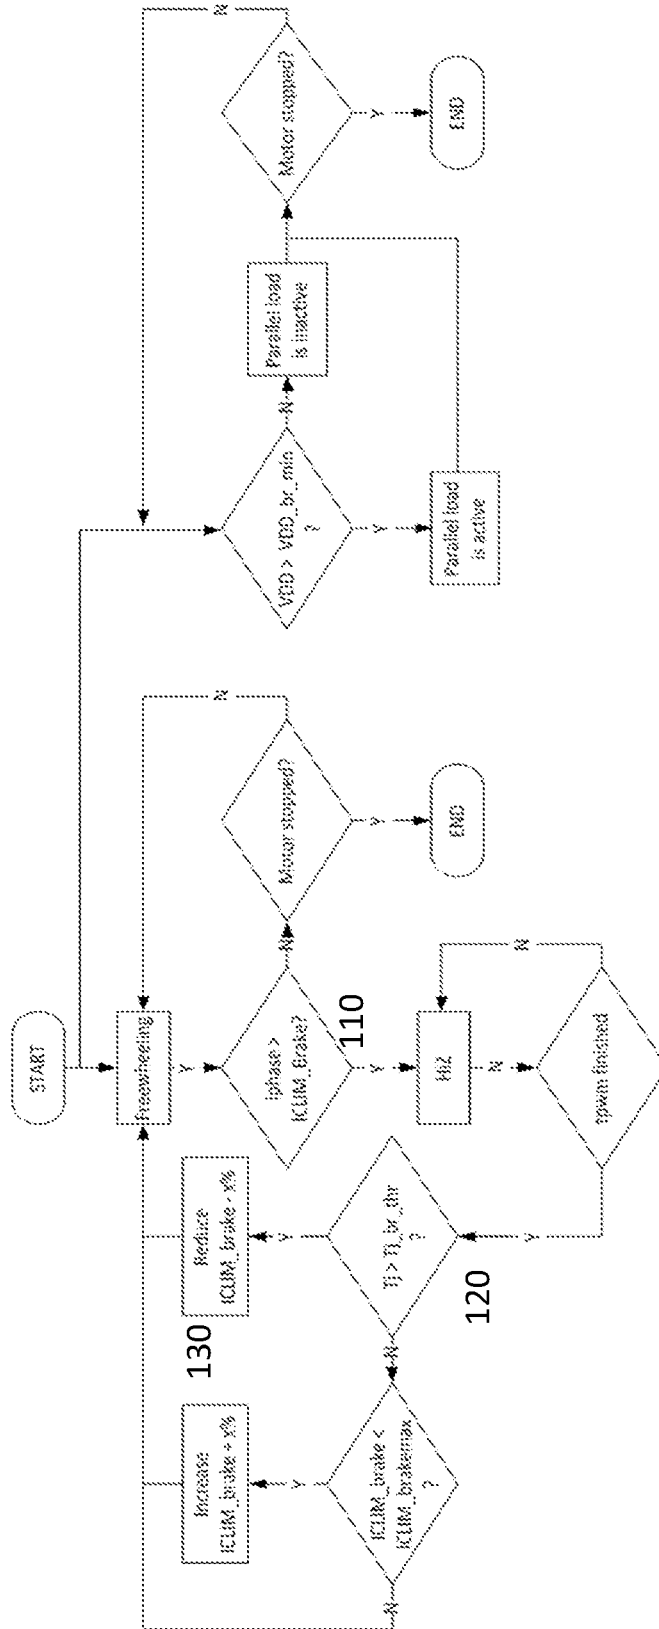 START
Freewheeling
Y
Iphase >
ICLIM_Brake?
110
N
Motor stopped?
N
Y
END
Y
HiZ
N
tpwm finished
N
Y
Tj > Tj_br_thr
?
120
Y
Reduce
ICLIM_brake - x%
130
N
ICLIM_brake <
ICLIM_brakemax
?
Y
Increase
ICLIM_brake + x%
N
VDD > VDD_br_min
?
N
Parallel load
is inactive
Y
Parallel load
is active
Motor stopped?
N
Y
END